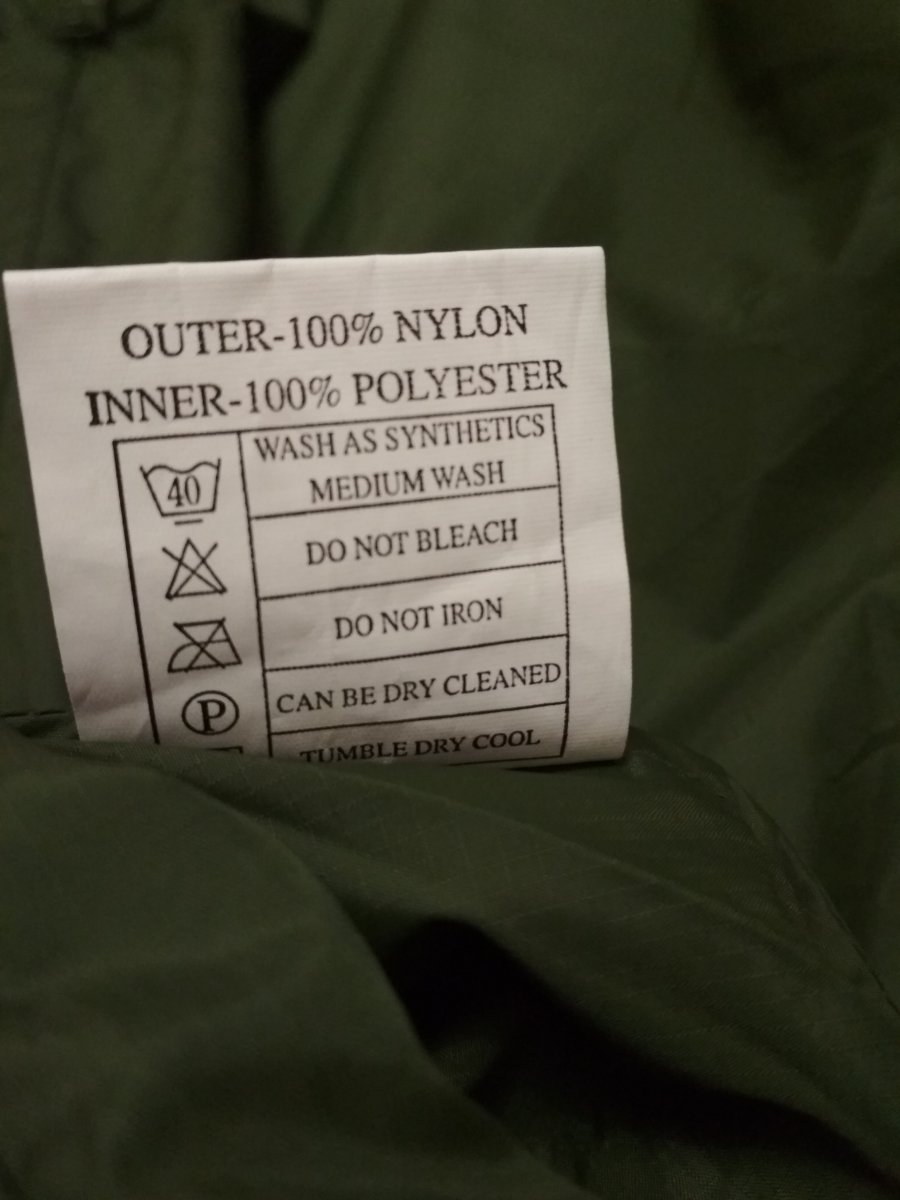 OUTER-100% NYLON
INNER-100% POLYESTER
40
WASH AS SYNTHETICS
MEDIUM WASH
DO NOT BLEACH
DO NOT IRON
P
CAN BE DRY CLEANED
TUMBLE DRY COOL